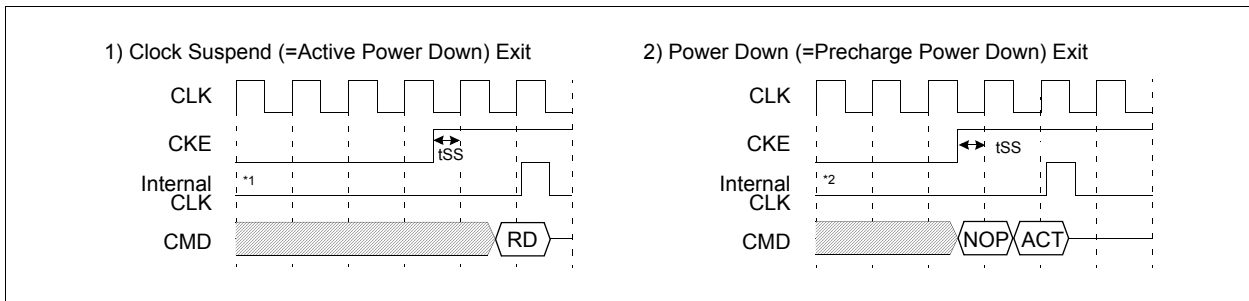 1) Clock Suspend (=Active Power Down) Exit
CLK
CKE
tSS
Internal
CLK
*1
CMD
RD
2) Power Down (=Precharge Power Down) Exit
CLK
CKE
tSS
Internal
CLK
*2
CMD
NOP
ACT